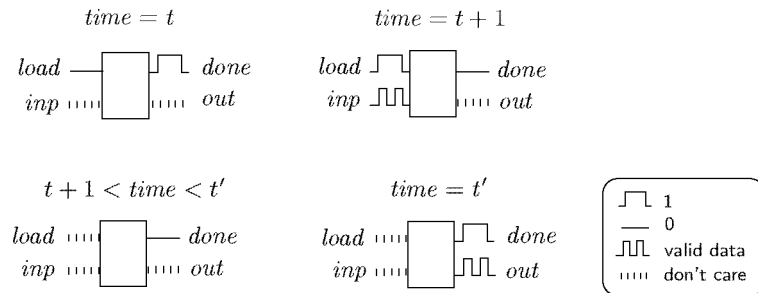 time = t
time = t + 1
load
done
inp
out
load
done
inp
out
t + 1 < time < t′
time = t′
load
done
inp
out
load
done
inp
out
1
0
valid data
don't care